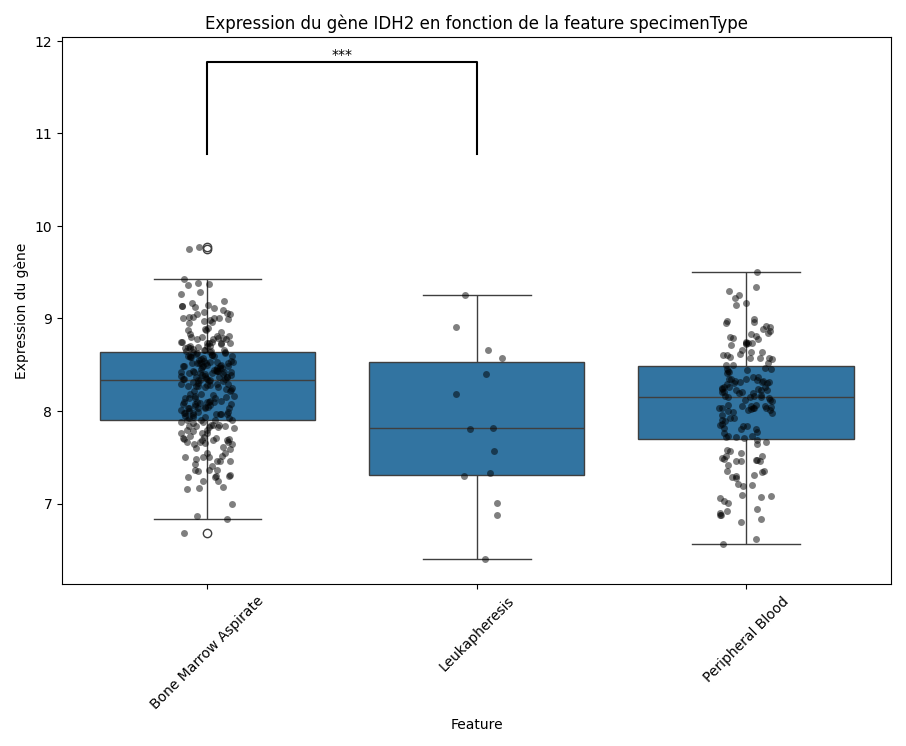 Expression du gène IDH2 en fonction de la feature specimenType
12
***
11
10
9
8
7
Expression du gène
Bone Marrow Aspirate
Leukapheresis
Peripheral Blood
Feature